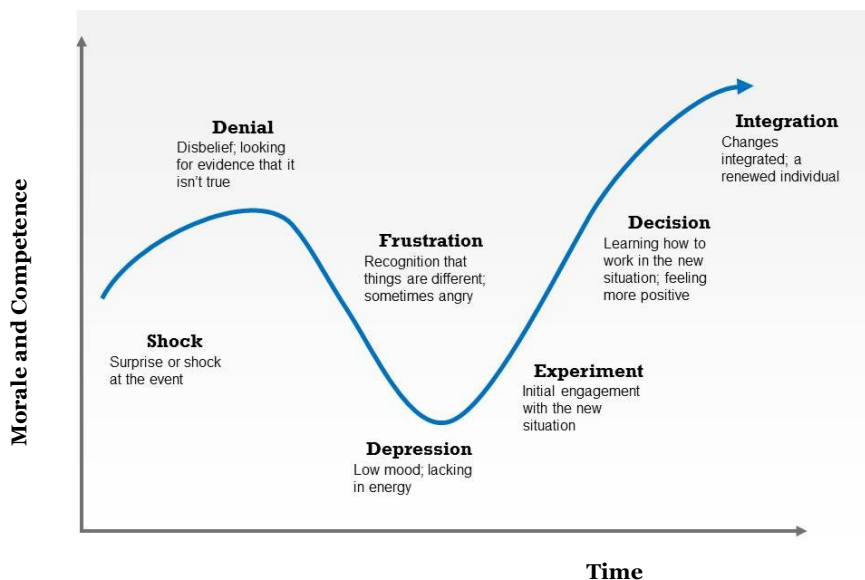 Morale and Competence
Shock
Surprise or shock
at the event
Denial
Disbelief; looking
for evidence that it
isn't true
Frustration
Recognition that
things are different;
sometimes angry
Depression
Low mood; lacking
in energy
Experiment
Initial engagement
with the new
situation
Decision
Learning how to
work in the new
situation; feeling
more positive
Integration
Changes
integrated; a
renewed individual
Time